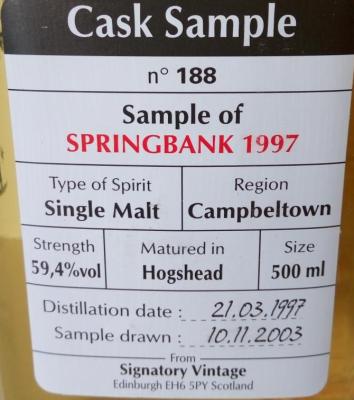 Cask Sample
n° 188
Sample of
SPRINGBANK 1997
Type of Spirit
Single Malt
Region
Campbeltown
Strength
59,4%vol
Matured in
Hogshead
Size
500 ml
Distillation date : 21.03.1997
Sample drawn : 10.11.2003
From
Signatory Vintage
Edinburgh EH6 5PY Scotland